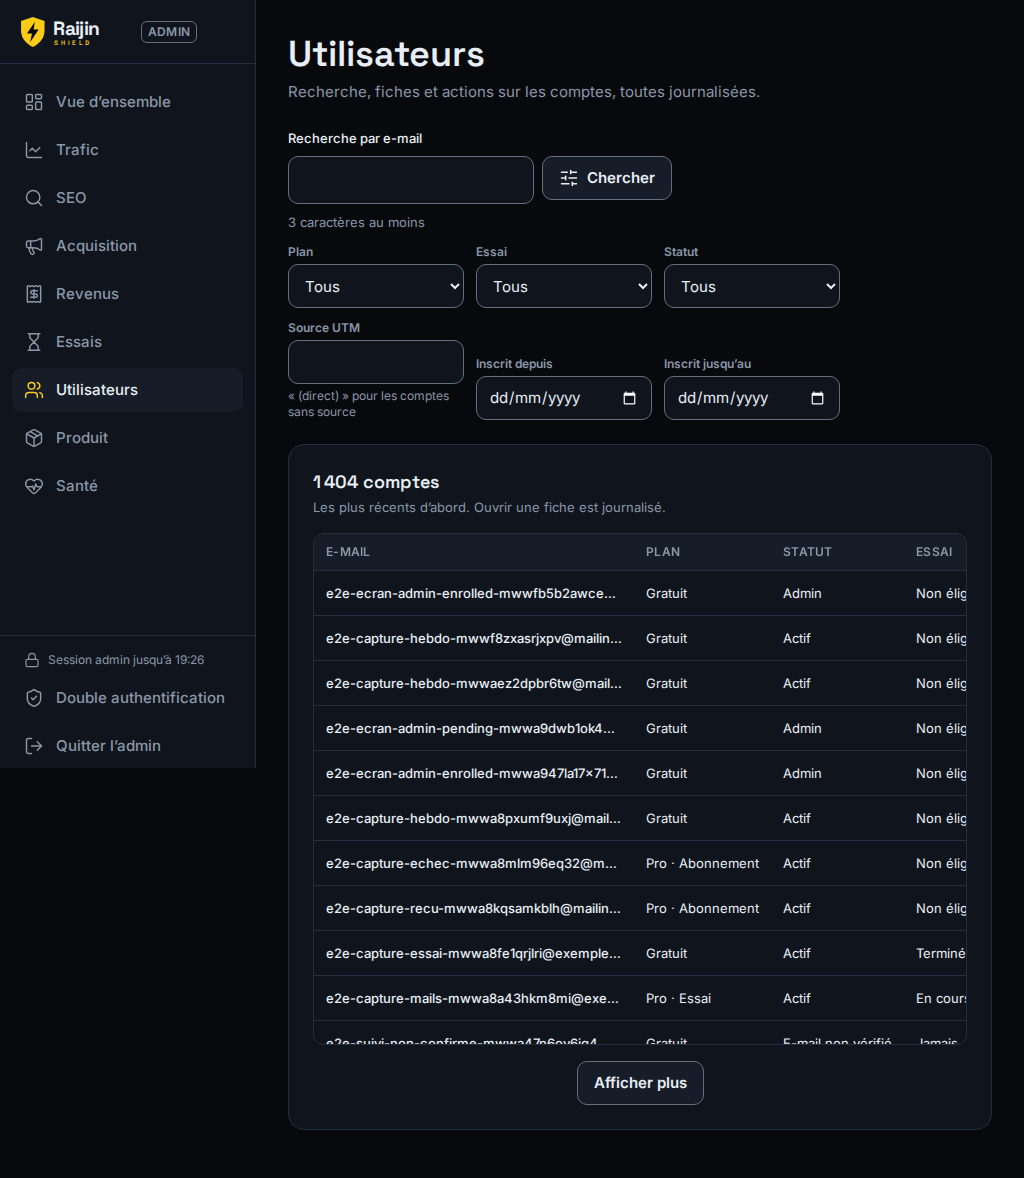 Raijin
SHIELD
ADMIN
Vue d’ensemble
Trafic
SEO
Acquisition
Revenus
Essais
Utilisateurs
Produit
Santé
Session admin jusqu’à 19:26
Double authentification
Quitter l’admin
Utilisateurs
Recherche, fiches et actions sur les comptes, toutes journalisées.
Recherche par e-mail
Chercher
3 caractères au moins
Plan Essai Statut
Tous Tous Tous
Source UTM
« (direct) » pour les comptes
sans source
Inscrit depuis Inscrit jusqu’au
dd/mm/yyyy dd/mm/yyyy
1 404 comptes
Les plus récents d’abord. Ouvrir une fiche est journalisé.
E-MAIL PLAN STATUT ESSAI
e2e-ecran-admin-enrolled-mwwfb5b2awce… Gratuit Admin Non élig
e2e-capture-hebdo-mwwf8zxasrjxpv@mailin… Gratuit Actif Non élig
e2e-capture-hebdo-mwwaez2dpbr6tw@mail… Gratuit Actif Non élig
e2e-ecran-admin-pending-mwwa9dwb1ok4… Gratuit Admin Non élig
e2e-ecran-admin-enrolled-mwwa947la17x71… Gratuit Admin Non élig
e2e-capture-hebdo-mwwa8pxumf9uxj@mail… Gratuit Actif Non élig
e2e-capture-echec-mwwa8mlm96eq32@m… Pro · Abonnement Actif Non élig
e2e-capture-recu-mwwa8kqsamkblh@mailin… Pro · Abonnement Actif Non élig
e2e-capture-essai-mwwa8fe1qrjlri@exemple… Gratuit Actif Terminé
e2e-capture-mails-mwwa8a43hkm8mi@exe… Pro · Essai Actif En cours
e2e-suivi-non-confirme-mwwa47n6ov6iq4… Gratuit E-mail non vérifié Jamais
Afficher plus